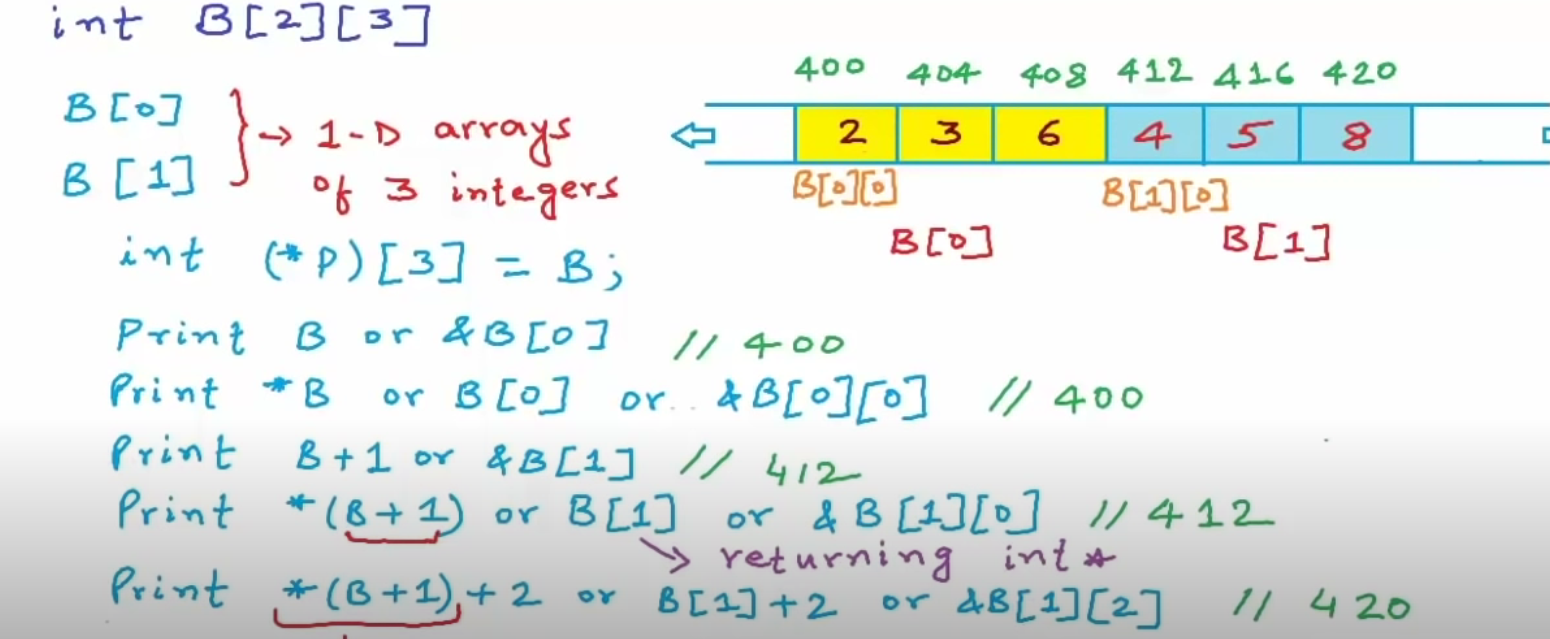 int B[2][3]
400 404 408 412 416 420
B[0]
B[1]
} → 1-D arrays
of 3 integers
2 3 6 4 5 8
B[0][0] B[1][0]
B[0] B[1]
int (*P)[3] = B;
Print B or &B[0] // 400
Print *B or B[0] or &B[0][0] // 400
Print B+1 or &B[1] // 412
Print *(B+1) or B[1] or &B[1][0] // 412
→ returning int *
Print *(B+1)+2 or B[1]+2 or &B[1][2] // 420